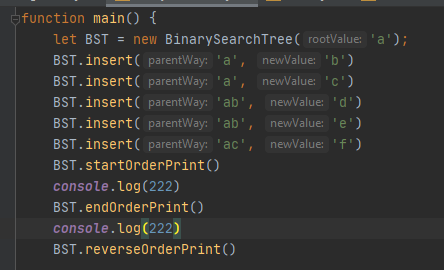 function main() {
let BST = new BinarySearchTree( rootValue: 'a');
BST.insert( parentWay: 'a', newValue: 'b')
BST.insert( parentWay: 'a', newValue: 'c')
BST.insert( parentWay: 'ab', newValue: 'd')
BST.insert( parentWay: 'ab', newValue: 'e')
BST.insert( parentWay: 'ac', newValue: 'f')
BST.startOrderPrint()
console.log(222)
BST.endOrderPrint()
console.log(222)
BST.reverseOrderPrint()